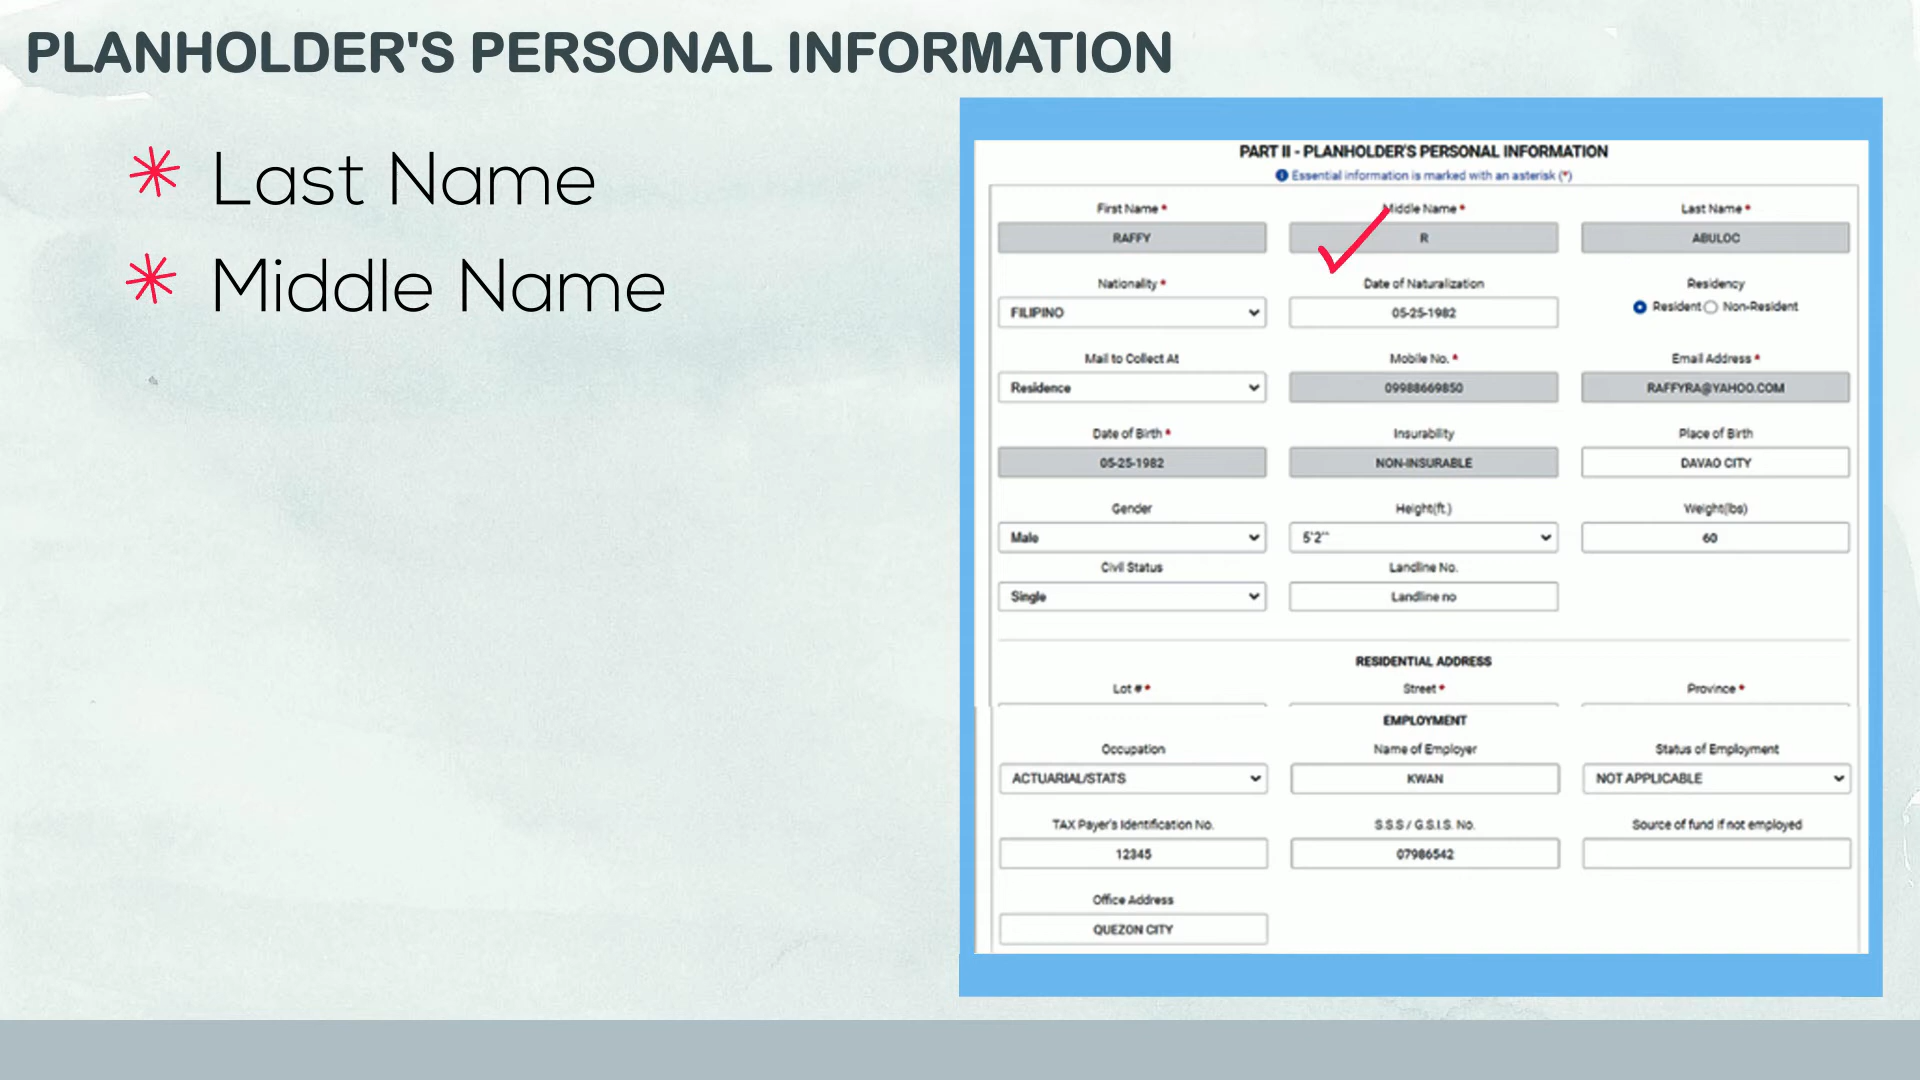 PLANHOLDER'S PERSONAL INFORMATION
* Last Name
* Middle Name
PART II - PLANHOLDER'S PERSONAL INFORMATION
Essential information is marked with an asterisk (*)
First Name * Middle Name * Last Name *
RAFFY R ABULOC
Nationality * Date of Naturalization Residency
FILIPINO 05-25-1982 Resident Non-Resident
Mail to Collect At Mobile No. * Email Address *
Residence 09988669850 RAFFYRA@YAHOO.COM
Date of Birth * Insurability Place of Birth
05-25-1982 NON-INSURABLE DAVAO CITY
Gender Height(ft.) Weight(lbs)
Male 5'2" 60
Civil Status Landline No.
Single Landline no
RESIDENTIAL ADDRESS
Lot # * Street * Province *
EMPLOYMENT
Occupation Name of Employer Status of Employment
ACTUARIAL/STATS KWAN NOT APPLICABLE
TAX Payer's Identification No. S.S.S / G.S.I.S. No. Source of fund if not employed
12345 07986542
Office Address
QUEZON CITY